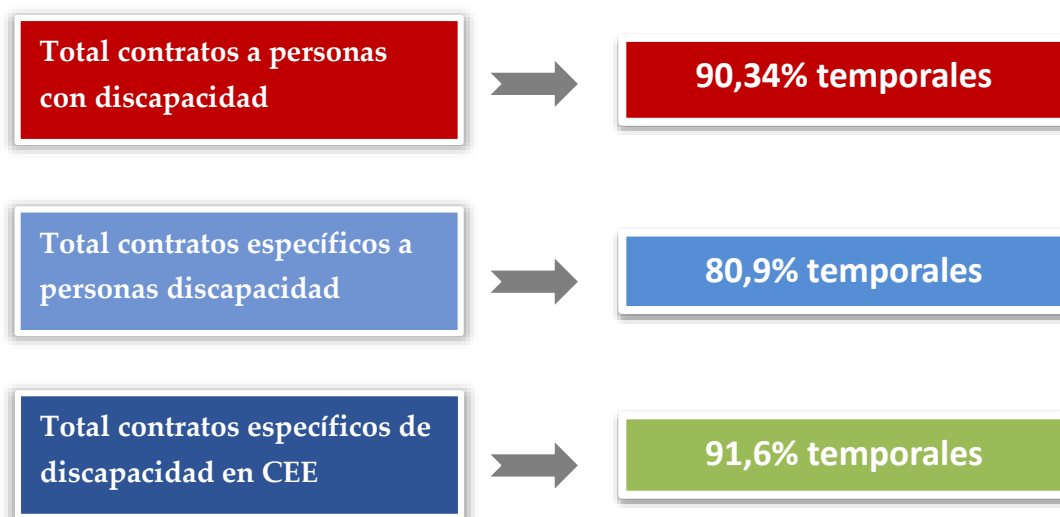 Total contratos a personas
con discapacidad
90,34% temporales
Total contratos específicos a
personas discapacidad
80,9% temporales
Total contratos específicos de
discapacidad en CEE
91,6% temporales